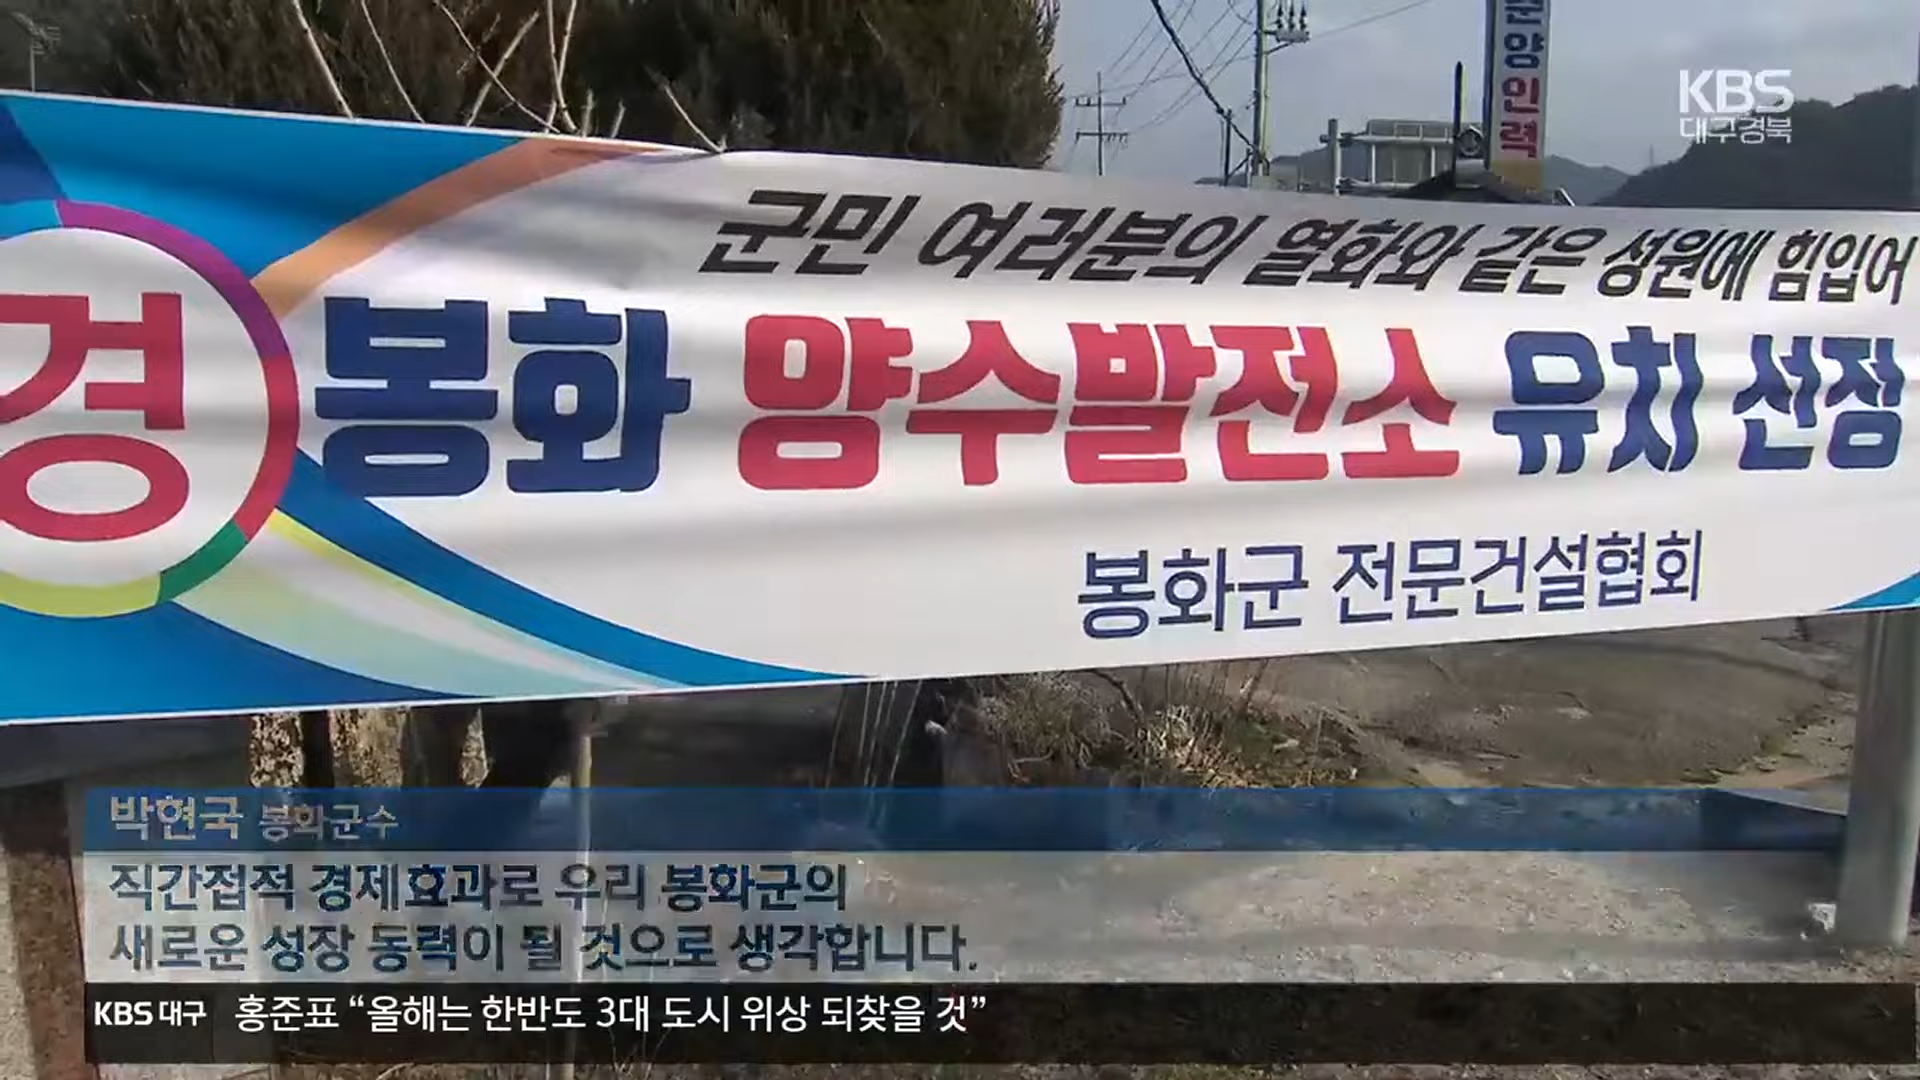 문양인력
KBS
대구경북
군민 여러분의 열화와 같은 성원에 힘입어
경
봉화 양수발전소 유치 선정
봉화군 전문건설협회
박현국 봉화군수
직간접적 경제효과로 우리 봉화군의
새로운 성장 동력이 될 것으로 생각합니다.
KBS 대구 홍준표 “올해는 한반도 3대 도시 위상 되찾을 것”